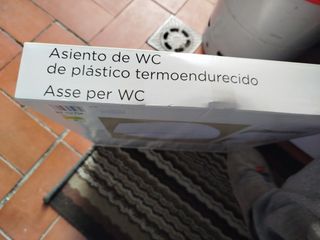 Asiento de WC
de plástico termoendurecido
Asse per WC